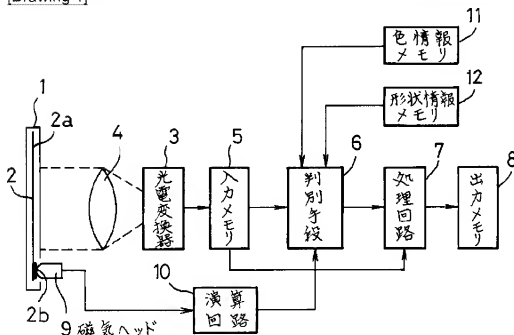 [Drawing 1]
11
色情報
メモリ
12
形状情報
メモリ
1
2a
2
4
3
光電変換器
5
入力メモリ
6
判別手段
7
処理回路
8
出力メモリ
10
演算
回路
2b
9 磁気ヘッド